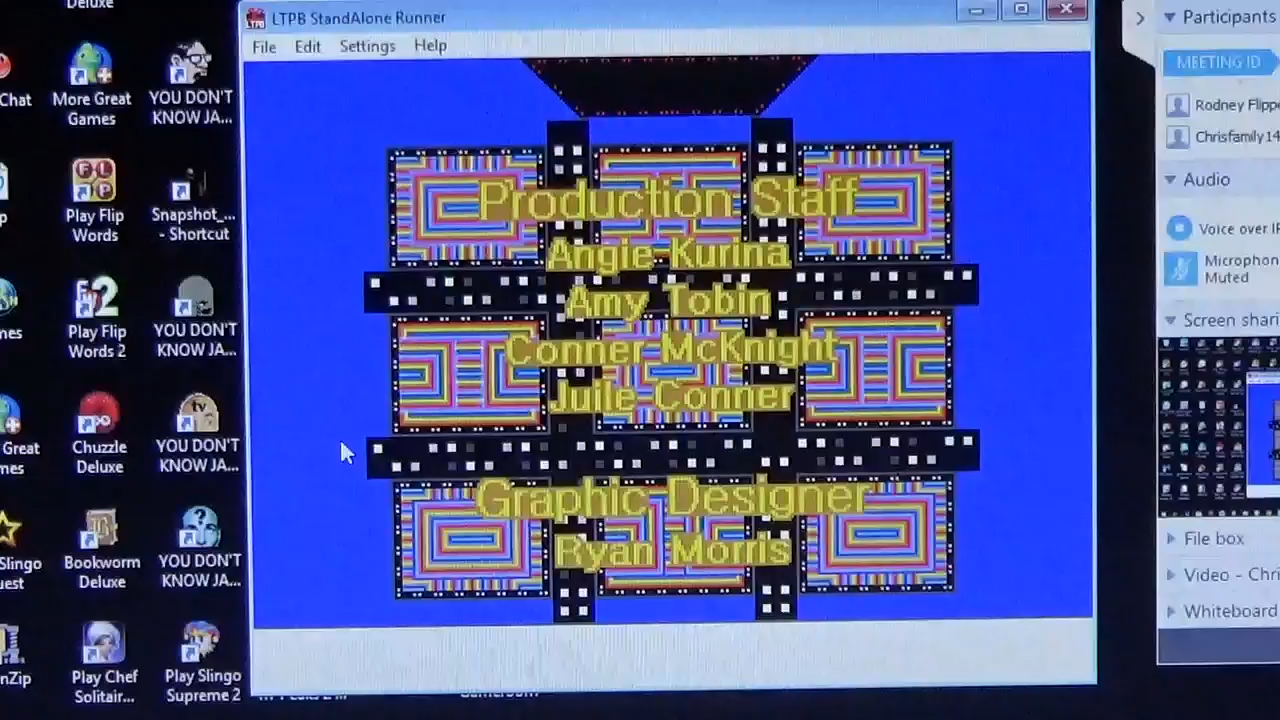 Deluxe
Chat
More Great
Games
YOU DON'T
KNOW JA...
Play Flip
Words
Snapshot_...
- Shortcut
Play Flip
Words 2
YOU DON'T
KNOW JA...
Great
Chuzzle
Deluxe
YOU DON'T
KNOW JA...
Slingo
Bookworm
Deluxe
YOU DON'T
KNOW JA...
nZip
Play Chef
Solitair...
Play Slingo
Supreme 2
LTPB StandAlone Runner
File Edit Settings Help
Production Staff
Angie Kurina
Amy Tobin
Conner McKnight
Juile Conner
Graphic Designer
Ryan Morris
Participants
MEETING ID
Rodney Flippe
Chrisfamily14
Audio
Voice over IP
Microphon
Muted
Screen shari
File box
Video - Chri
Whiteboard